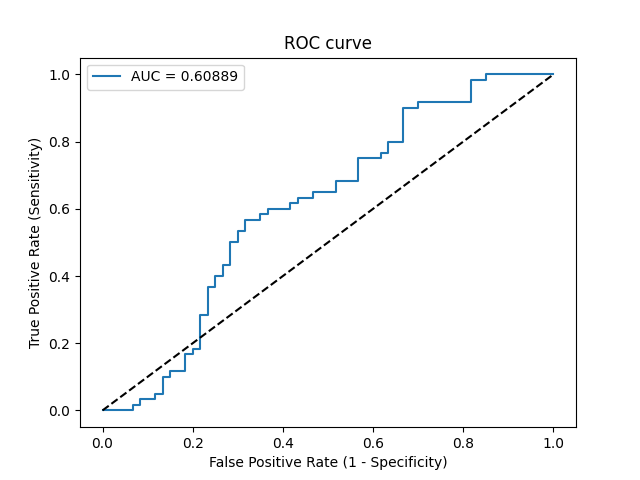 ROC curve
AUC = 0.60889
True Positive Rate (Sensitivity)
1.0
0.8
0.6
0.4
0.2
0.0
0.0 0.2 0.4 0.6 0.8 1.0
False Positive Rate (1 - Specificity)